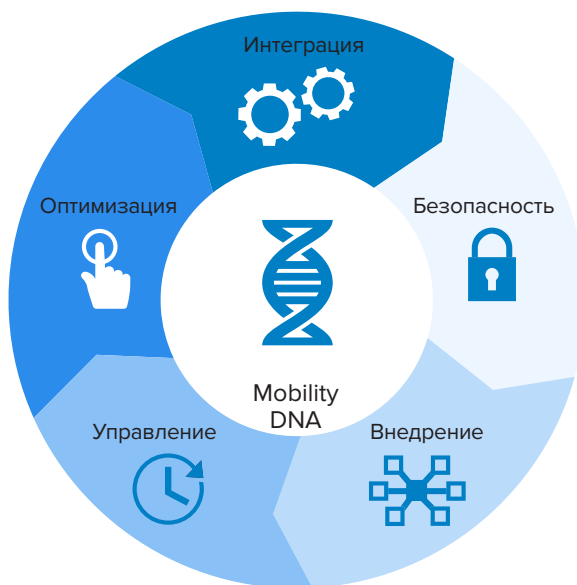 Интеграция
Оптимизация
Безопасность
Mobility
DNA
Управление
Внедрение